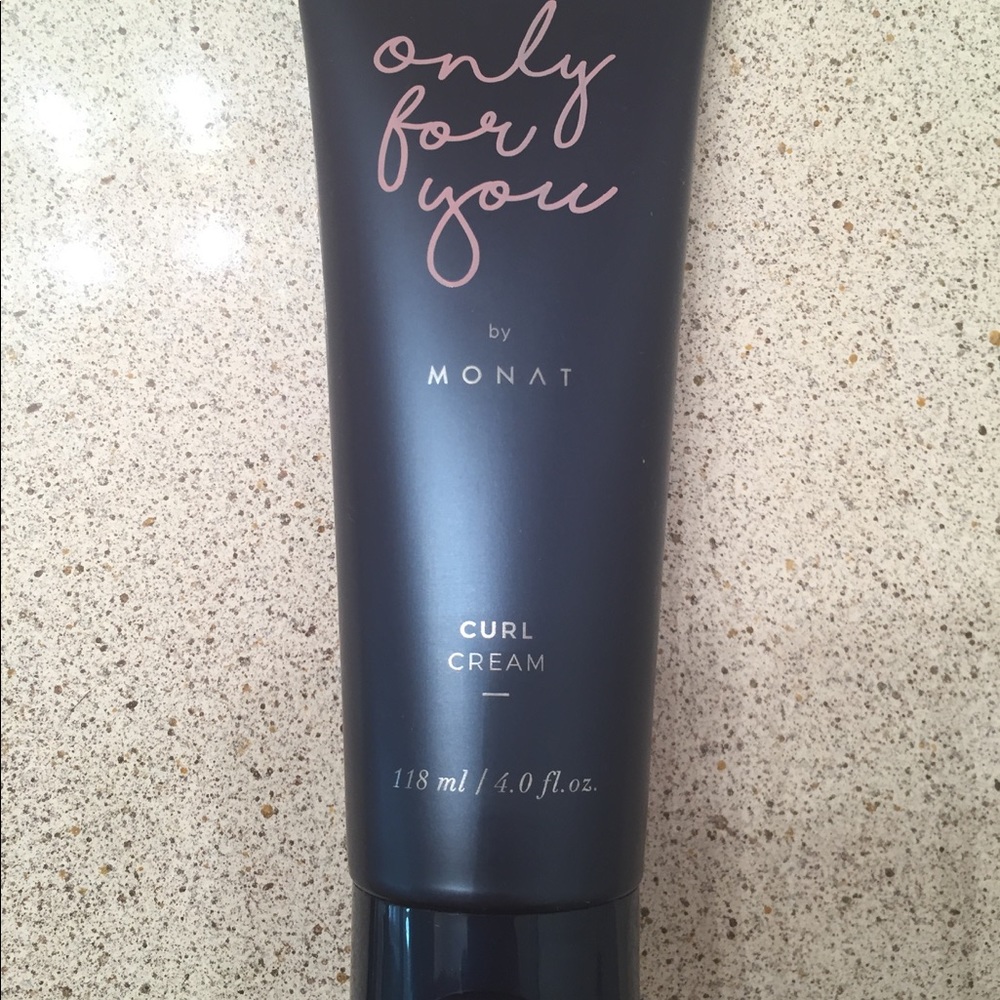 only
for
you
by
MONAT
CURL
CREAM
118 ml / 4.0 fl.oz.